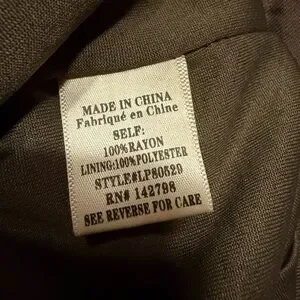 MADE IN CHINA
Fabriqué en Chine
SELF:
100%RAYON
LINING:100%POLYESTER
STYLE#LP80529
RN# 142798
SEE REVERSE FOR CARE